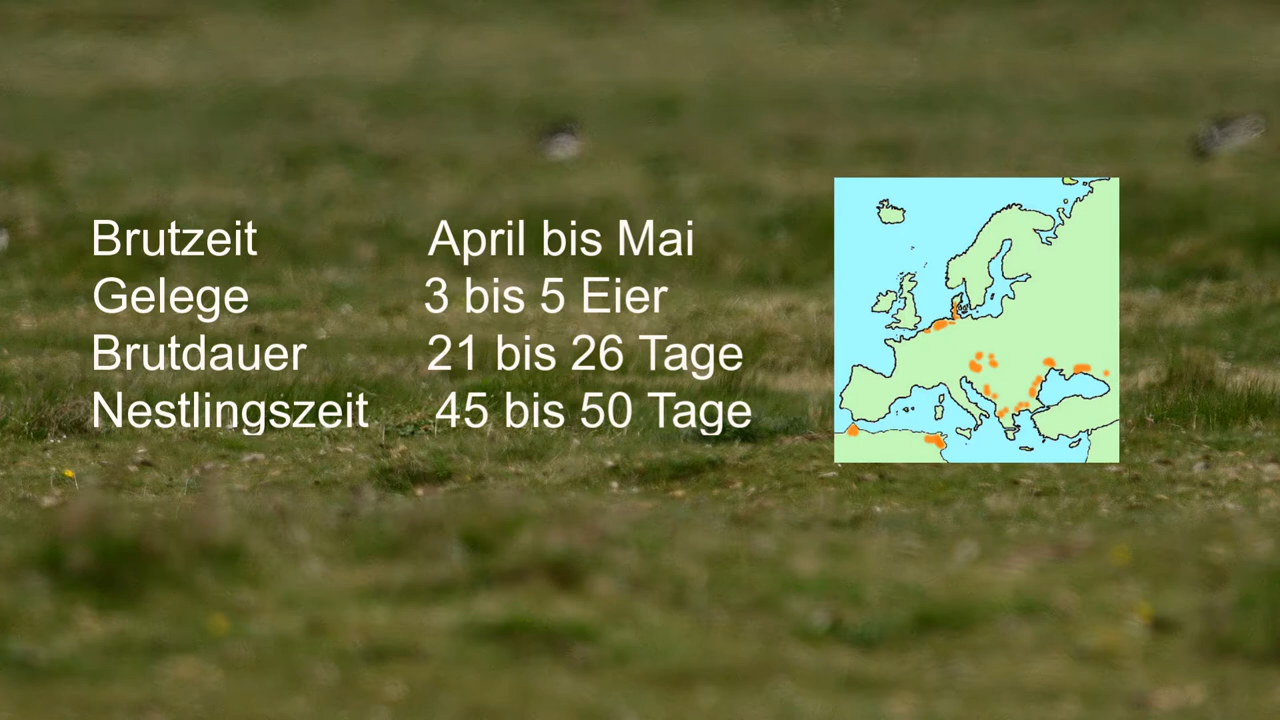 Brutzeit April bis Mai
Gelege 3 bis 5 Eier
Brutdauer 21 bis 26 Tage
Nestlingszeit 45 bis 50 Tage